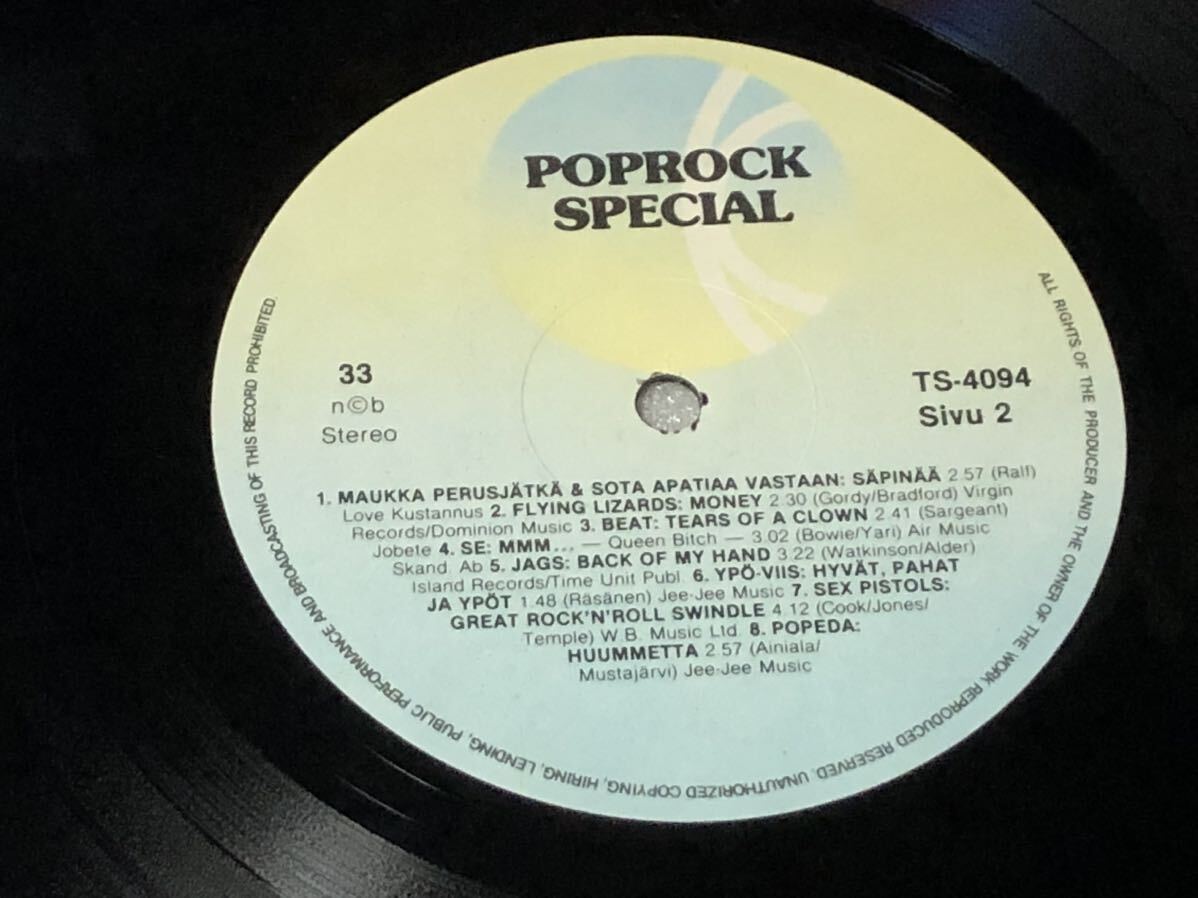 POPROCK
SPECIAL
33
n©b
Stereo
TS-4094
Sivu 2
1. MAUKKA PERUSJÄTKÄ & SOTA APATIAA VASTAAN: SÄPINÄÄ 2.57 (Ralf)
Love Kustannus 2. FLYING LIZARDS: MONEY 2.30 (Gordy/Bradford) Virgin
Records/Dominion Music 3. BEAT: TEARS OF A CLOWN 2.41 (Sargeant)
Jobete 4. SE: MMM... — Queen Bitch — 3.02 (Bowie/Yari) Air Music
Skand. Ab 5. JAGS: BACK OF MY HAND 3.22 (Watkinson/Alder)
Island Records/Time Unit Publ. 6. YPÖ-VIIS: HYVÄT, PAHAT
JA YPÖT 1.48 (Räsänen) Jee-Jee Music 7. SEX PISTOLS:
GREAT ROCK'N'ROLL SWINDLE 4.12 (Cook/Jones/
Temple) W.B. Music Ltd. 8. POPEDA:
HUUMMETTA 2.57 (Ainiala/
Mustajärvi) Jee-Jee Music
ALL RIGHTS OF THE PRODUCER AND THE OWNER OF THE WORK REPRODUCED RESERVED. UNAUTHORIZED COPYING, HIRING, LENDING, PUBLIC PERFORMANCE AND BROADCASTING OF THIS RECORD PROHIBITED.